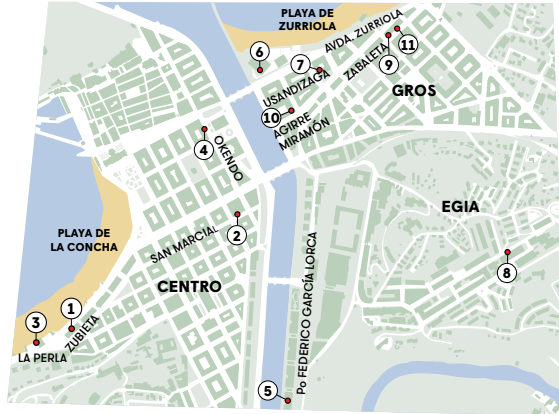 PLAYA DE
ZURRIOLA
AVDA. ZURRIOLA
6
7
9
11
USANDIZAGA
ZABALETA
GROS
10
AGIRRE
MIRAMÓN
4
OKENDO
EGIA
PLAYA DE
LA CONCHA
SAN MARCIAL
2
CENTRO
8
Po FEDERICO GARCÍA LORCA
1
3
ZUBIETA
LA PERLA
5